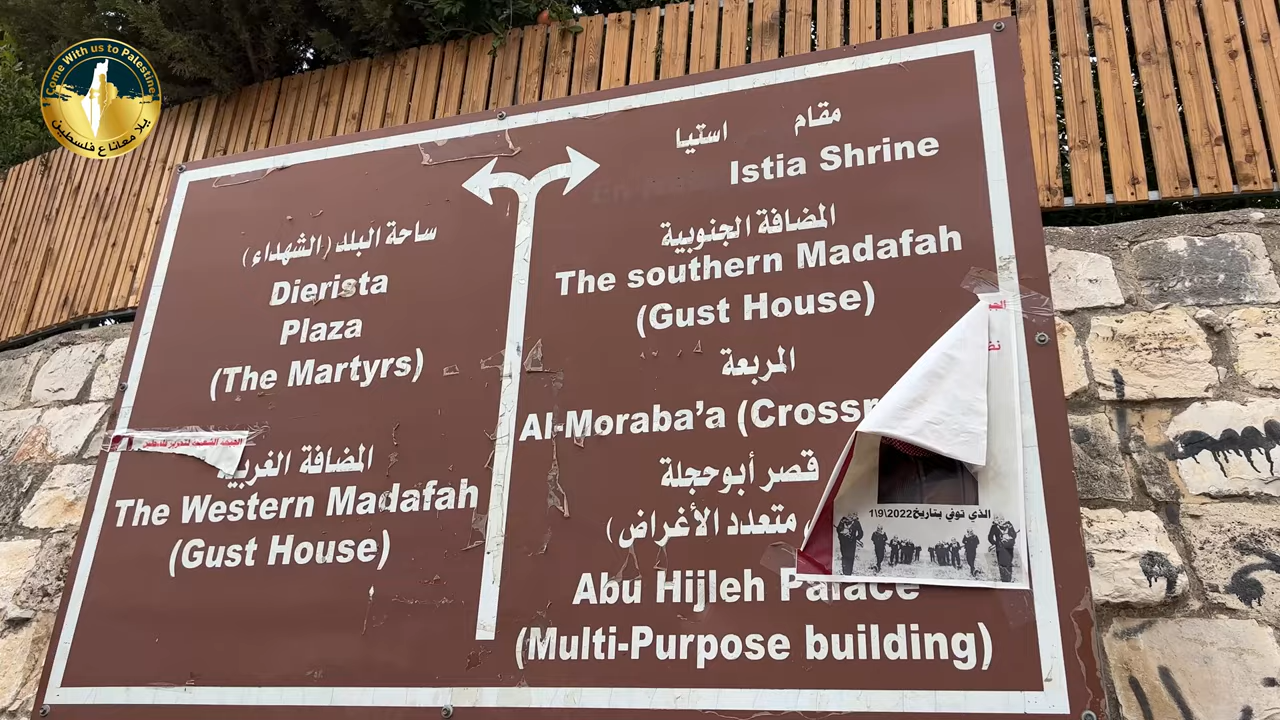 Come With us to Palestine
يلا معانا ع فلسطين
ساحة البلد (الشهداء)
Dierista
Plaza
(The Martyrs)
المضافة الغربية
The Western Madafah
(Gust House)
مقام استيا
Istia Shrine
المضافة الجنوبية
The southern Madafah
(Gust House)
المربعة
Al-Moraba’a (Crossr
قصر أبوحجلة
متعدد الأغراض)
Abu Hijleh Palace
(Multi-Purpose building)
الذي توفي بتاريخ 2022\9\1